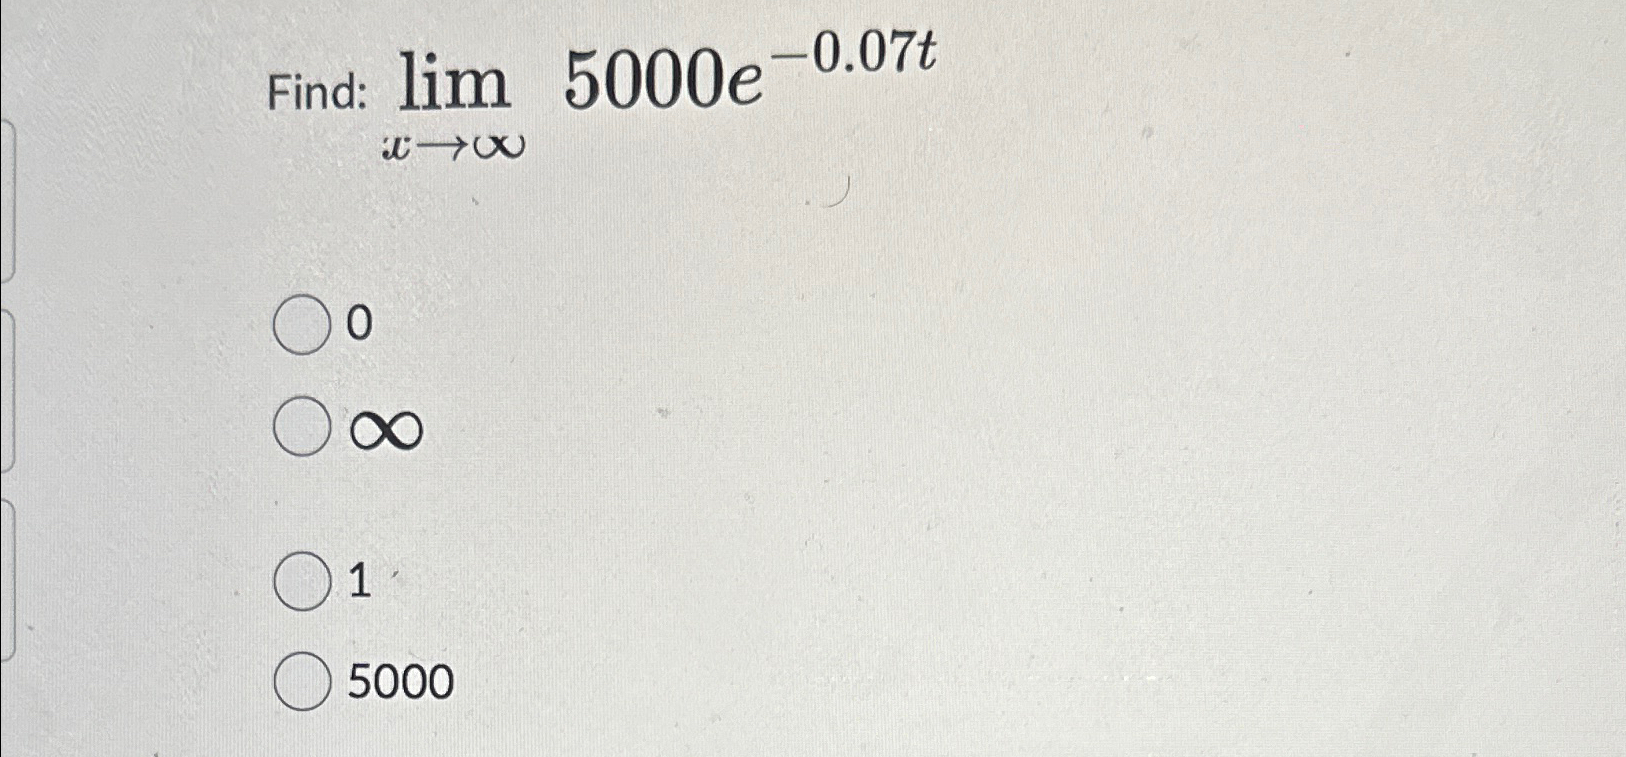 Find: lim 5000e^{-0.07t}
x→∞
0
∞
1
5000